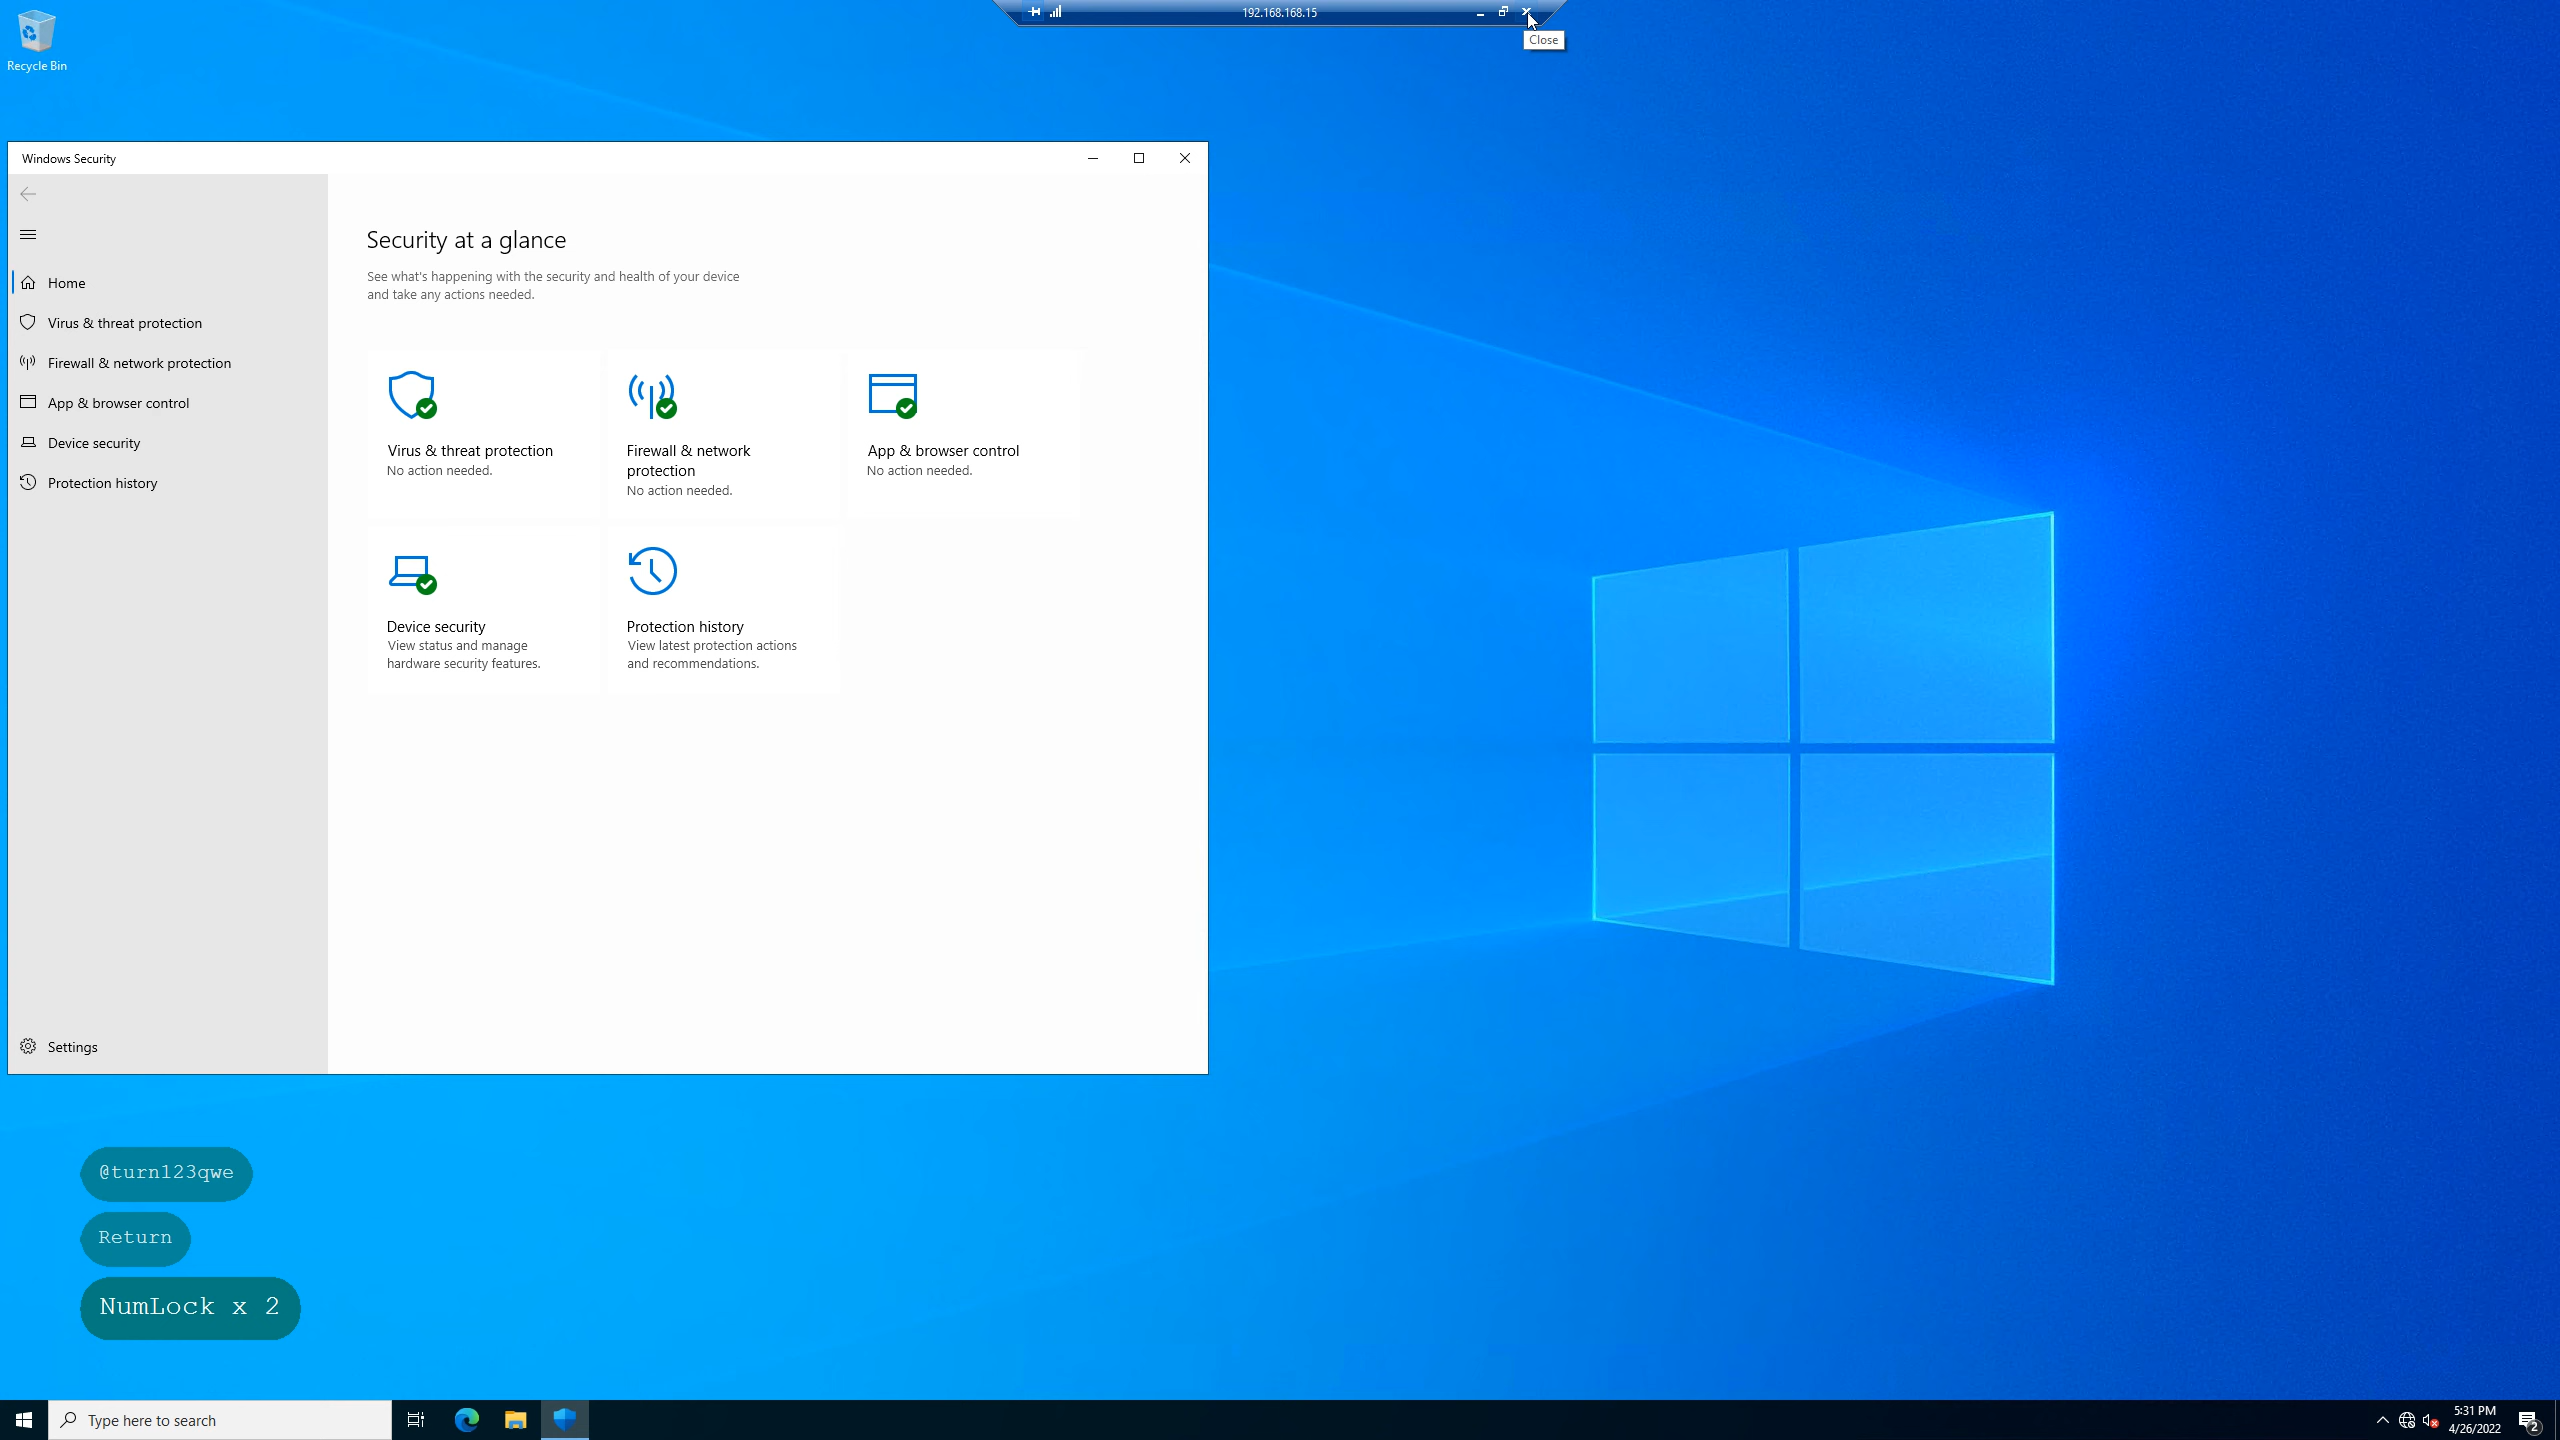 192.168.168.15
Close
Recycle Bin
Windows Security
Home
Virus & threat protection
Firewall & network protection
App & browser control
Device security
Protection history
Settings
Security at a glance
See what's happening with the security and health of your device
and take any actions needed.
Virus & threat protection
No action needed.
Firewall & network
protection
No action needed.
App & browser control
No action needed.
Device security
View status and manage
hardware security features.
Protection history
View latest protection actions
and recommendations.
@turn123qwe
Return
NumLock x 2
Type here to search
5:31 PM
4/26/2022
2